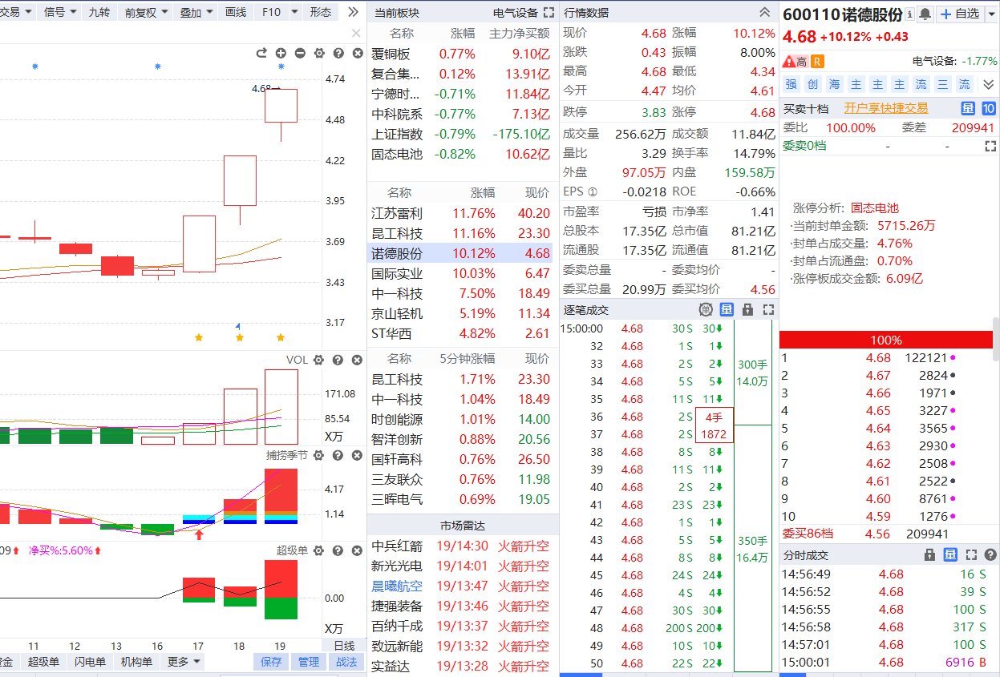 交易 信号 九转 前复权 叠加 画线 F10 形态
4.68
4.74
4.48
4.22
3.95
3.69
3.43
3.17
VOL
171.08
85.54
X万
捕捞季节
4.17
1.14
09 净买%:5.60% 超级单
0.00
X万
11 12 13 16 17 18 19 日线
超级单 闪电单 机构单 更多 保存 管理 战法
当前板块 电气设备
名称 涨幅 主力净买额
覆铜板 0.77% 9.10亿
复合集... 0.12% 13.91亿
宁德时... -0.71% 11.84亿
中科院系 -0.77% 7.13亿
上证指数 -0.79% -175.10亿
固态电池 -0.82% 10.62亿
名称 涨幅 现价
江苏雷利 11.76% 40.20
昆工科技 11.16% 23.30
诺德股份 10.12% 4.68
国际实业 10.03% 6.47
中一科技 7.50% 18.49
京山轻机 5.19% 11.34
ST华西 4.82% 2.61
名称 5分钟涨幅 现价
昆工科技 1.71% 23.30
中一科技 1.04% 18.49
时创能源 1.01% 14.00
智洋创新 0.88% 20.56
国轩高科 0.76% 26.50
三友联众 0.76% 11.98
三晖电气 0.69% 19.05
市场雷达
中兵红箭 19/14:30 火箭升空
新光光电 19/14:01 火箭升空
晨曦航空 19/13:47 火箭升空
捷强装备 19/13:46 火箭升空
百纳千成 19/13:37 火箭升空
致远新能 19/13:32 火箭升空
实益达 19/13:28 火箭升空
行情数据
现价 4.68 涨幅 10.12%
涨跌 0.43 振幅 8.00%
最高 4.68 最低 4.34
今开 4.47 均价 4.61
跌停 3.83 涨停 4.68
成交量 256.62万 成交额 11.84亿
量比 3.29 换手率 14.79%
外盘 97.05万 内盘 159.58万
EPS ① -0.0218 ROE -0.66%
市盈率 亏损 市净率 1.41
总股本 17.35亿 总市值 81.21亿
流通股 17.35亿 流通值 81.21亿
委卖总量 - 委卖均价 -
委买总量 20.99万 委买均价 4.56
逐笔成交 单 量
15:00:00 4.68 30 S 30
32 4.68 1 S 1
33 4.68 2 S 2
34 4.68 5 S 5
35 4.68 11 S 11
36 4.68 2 S
37 4.68 2 S
38 4.68 8 S 8
39 4.68 11 S 11
40 4.68 2 S 2
41 4.68 23 S 23
42 4.68 1 S 1
43 4.68 5 S 5
44 4.68 8 S 8
45 4.68 24 S 24
46 4.68 4 S 4
47 4.68 30 S 30
48 4.68 200 S 200
49 4.68 10 S 10
50 4.68 22 S 22
4手
1872
300手
14.0万
350手
16.4万
600110诺德股份 自选
4.68 +10.12% +0.43
高 R 电气设备: -1.77%
强 创 海 主 主 主 流 三 流
买卖十档 开户享快捷交易 量 10
委比 100.00% 委差 209941
委卖0档 - -
涨停分析: 固态电池
·当前封单金额: 5715.26万
·封单占成交量: 4.76%
·封单占流通盘: 0.70%
·涨停板成交金额: 6.09亿
100%
1 4.68 122121
2 4.67 2824
3 4.66 1971
4 4.65 3227
5 4.64 3565
6 4.63 2930
7 4.62 2508
8 4.61 2522
9 4.60 8761
10 4.59 1276
委买86档 4.56 209941
分时成交 量
14:56:49 4.68 16 S
14:56:52 4.68 39 S
14:56:55 4.68 100 S
14:56:58 4.68 317 S
14:57:01 4.68 100 S
15:00:01 4.68 6916 B